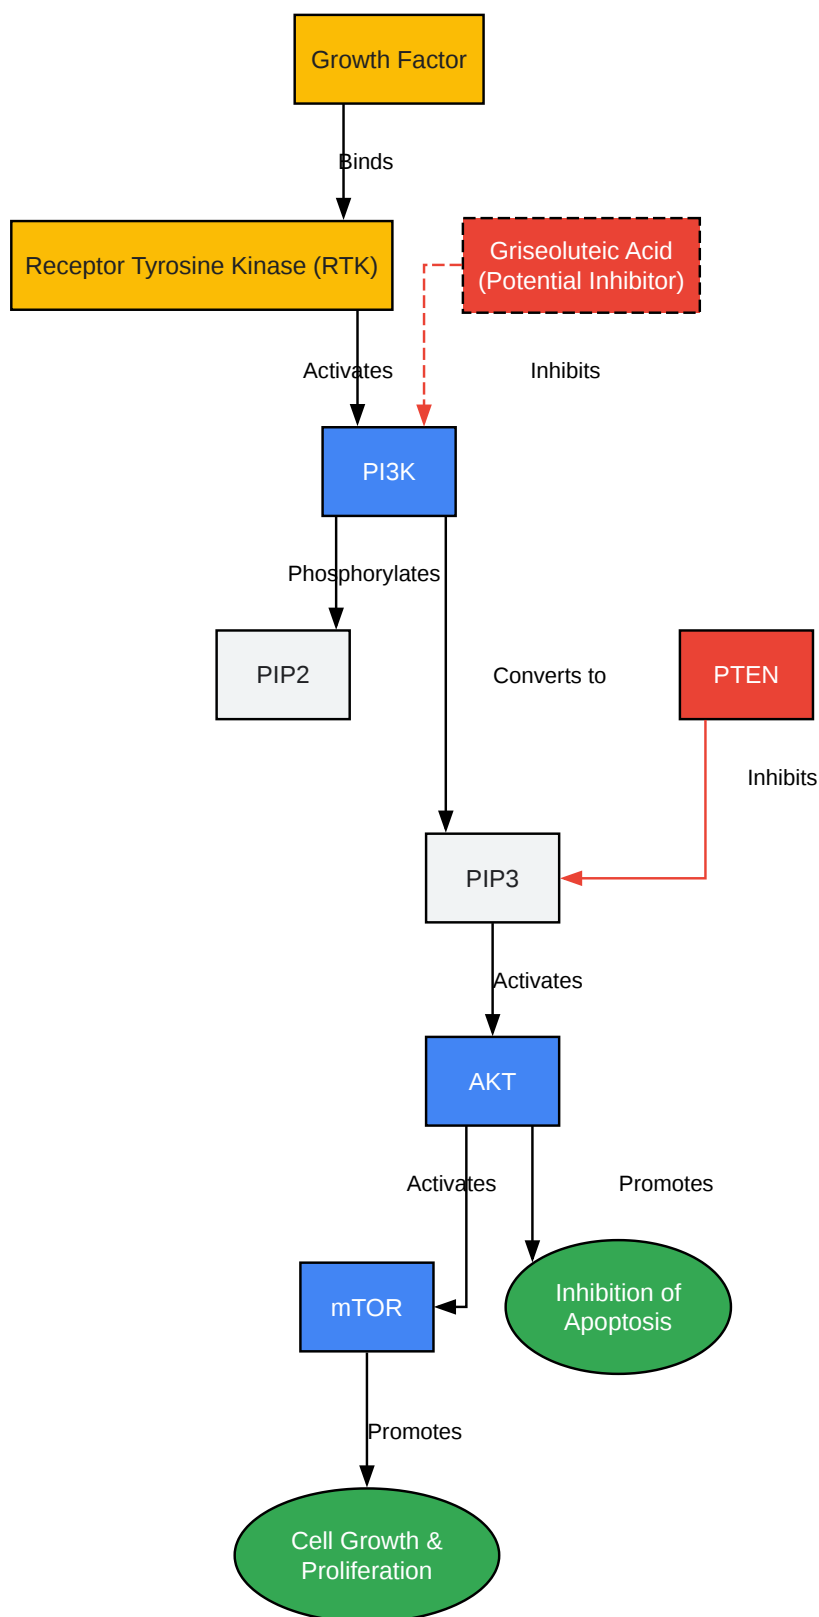 Growth Factor
Binds
Receptor Tyrosine Kinase (RTK)
Griseoluteic Acid
(Potential Inhibitor)
Activates
Inhibits
PI3K
Phosphorylates
PIP2
Converts to
PTEN
Inhibits
PIP3
Activates
AKT
Activates
Promotes
mTOR
Inhibition of
Apoptosis
Promotes
Cell Growth &
Proliferation